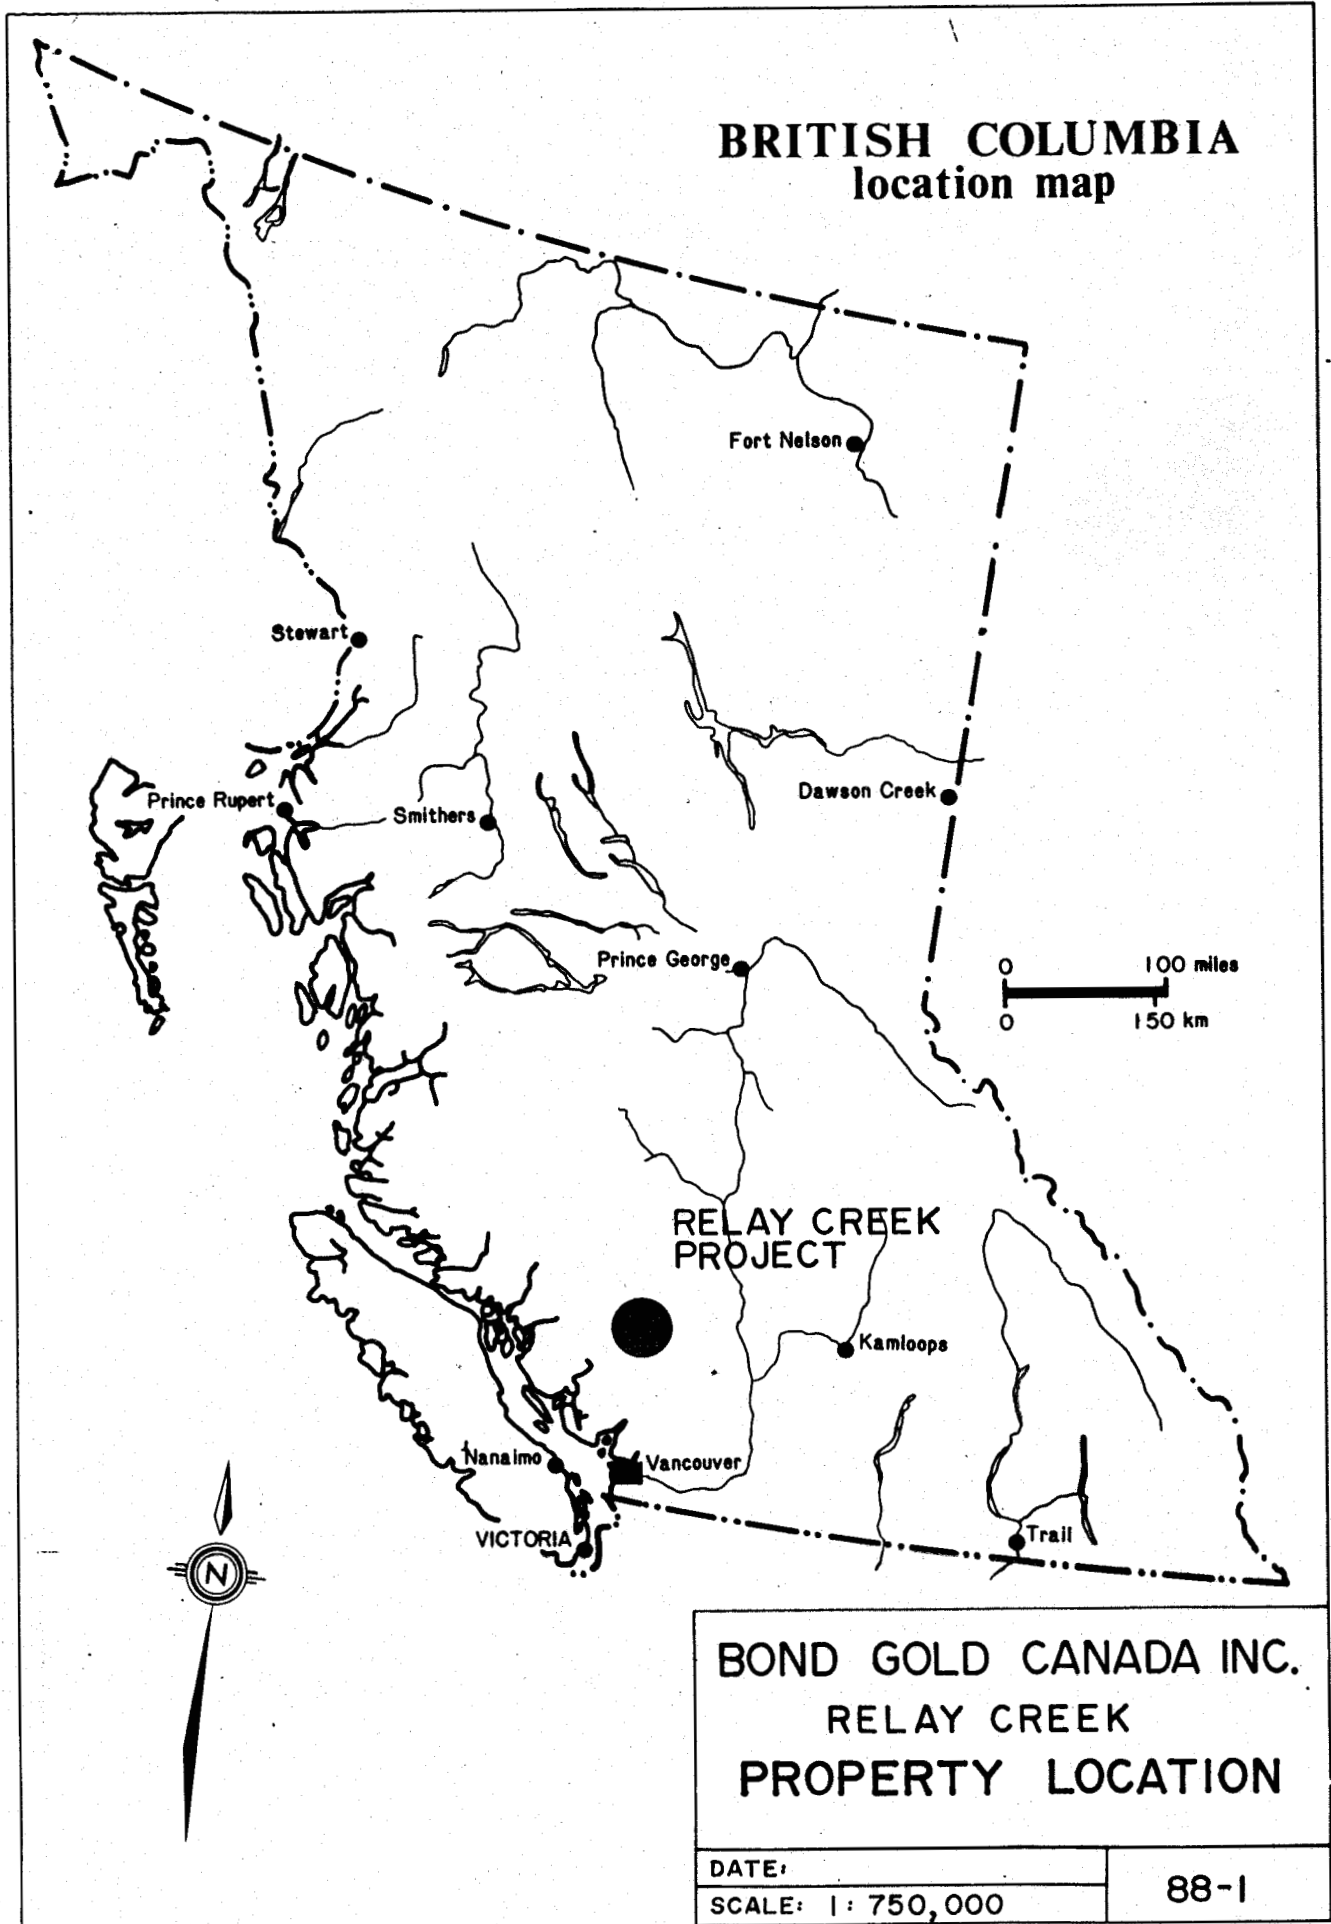 BRITISH COLUMBIA
location map
Fort Nelson
Stewart
Dawson Creek
Prince Rupert
Smithers
Prince George
0 100 miles
0 150 km
RELAY CREEK
PROJECT
Kamloops
Nanaimo
Vancouver
VICTORIA
Trail
N
BOND GOLD CANADA INC.
RELAY CREEK
PROPERTY LOCATION
DATE:
SCALE: 1: 750,000
88-1